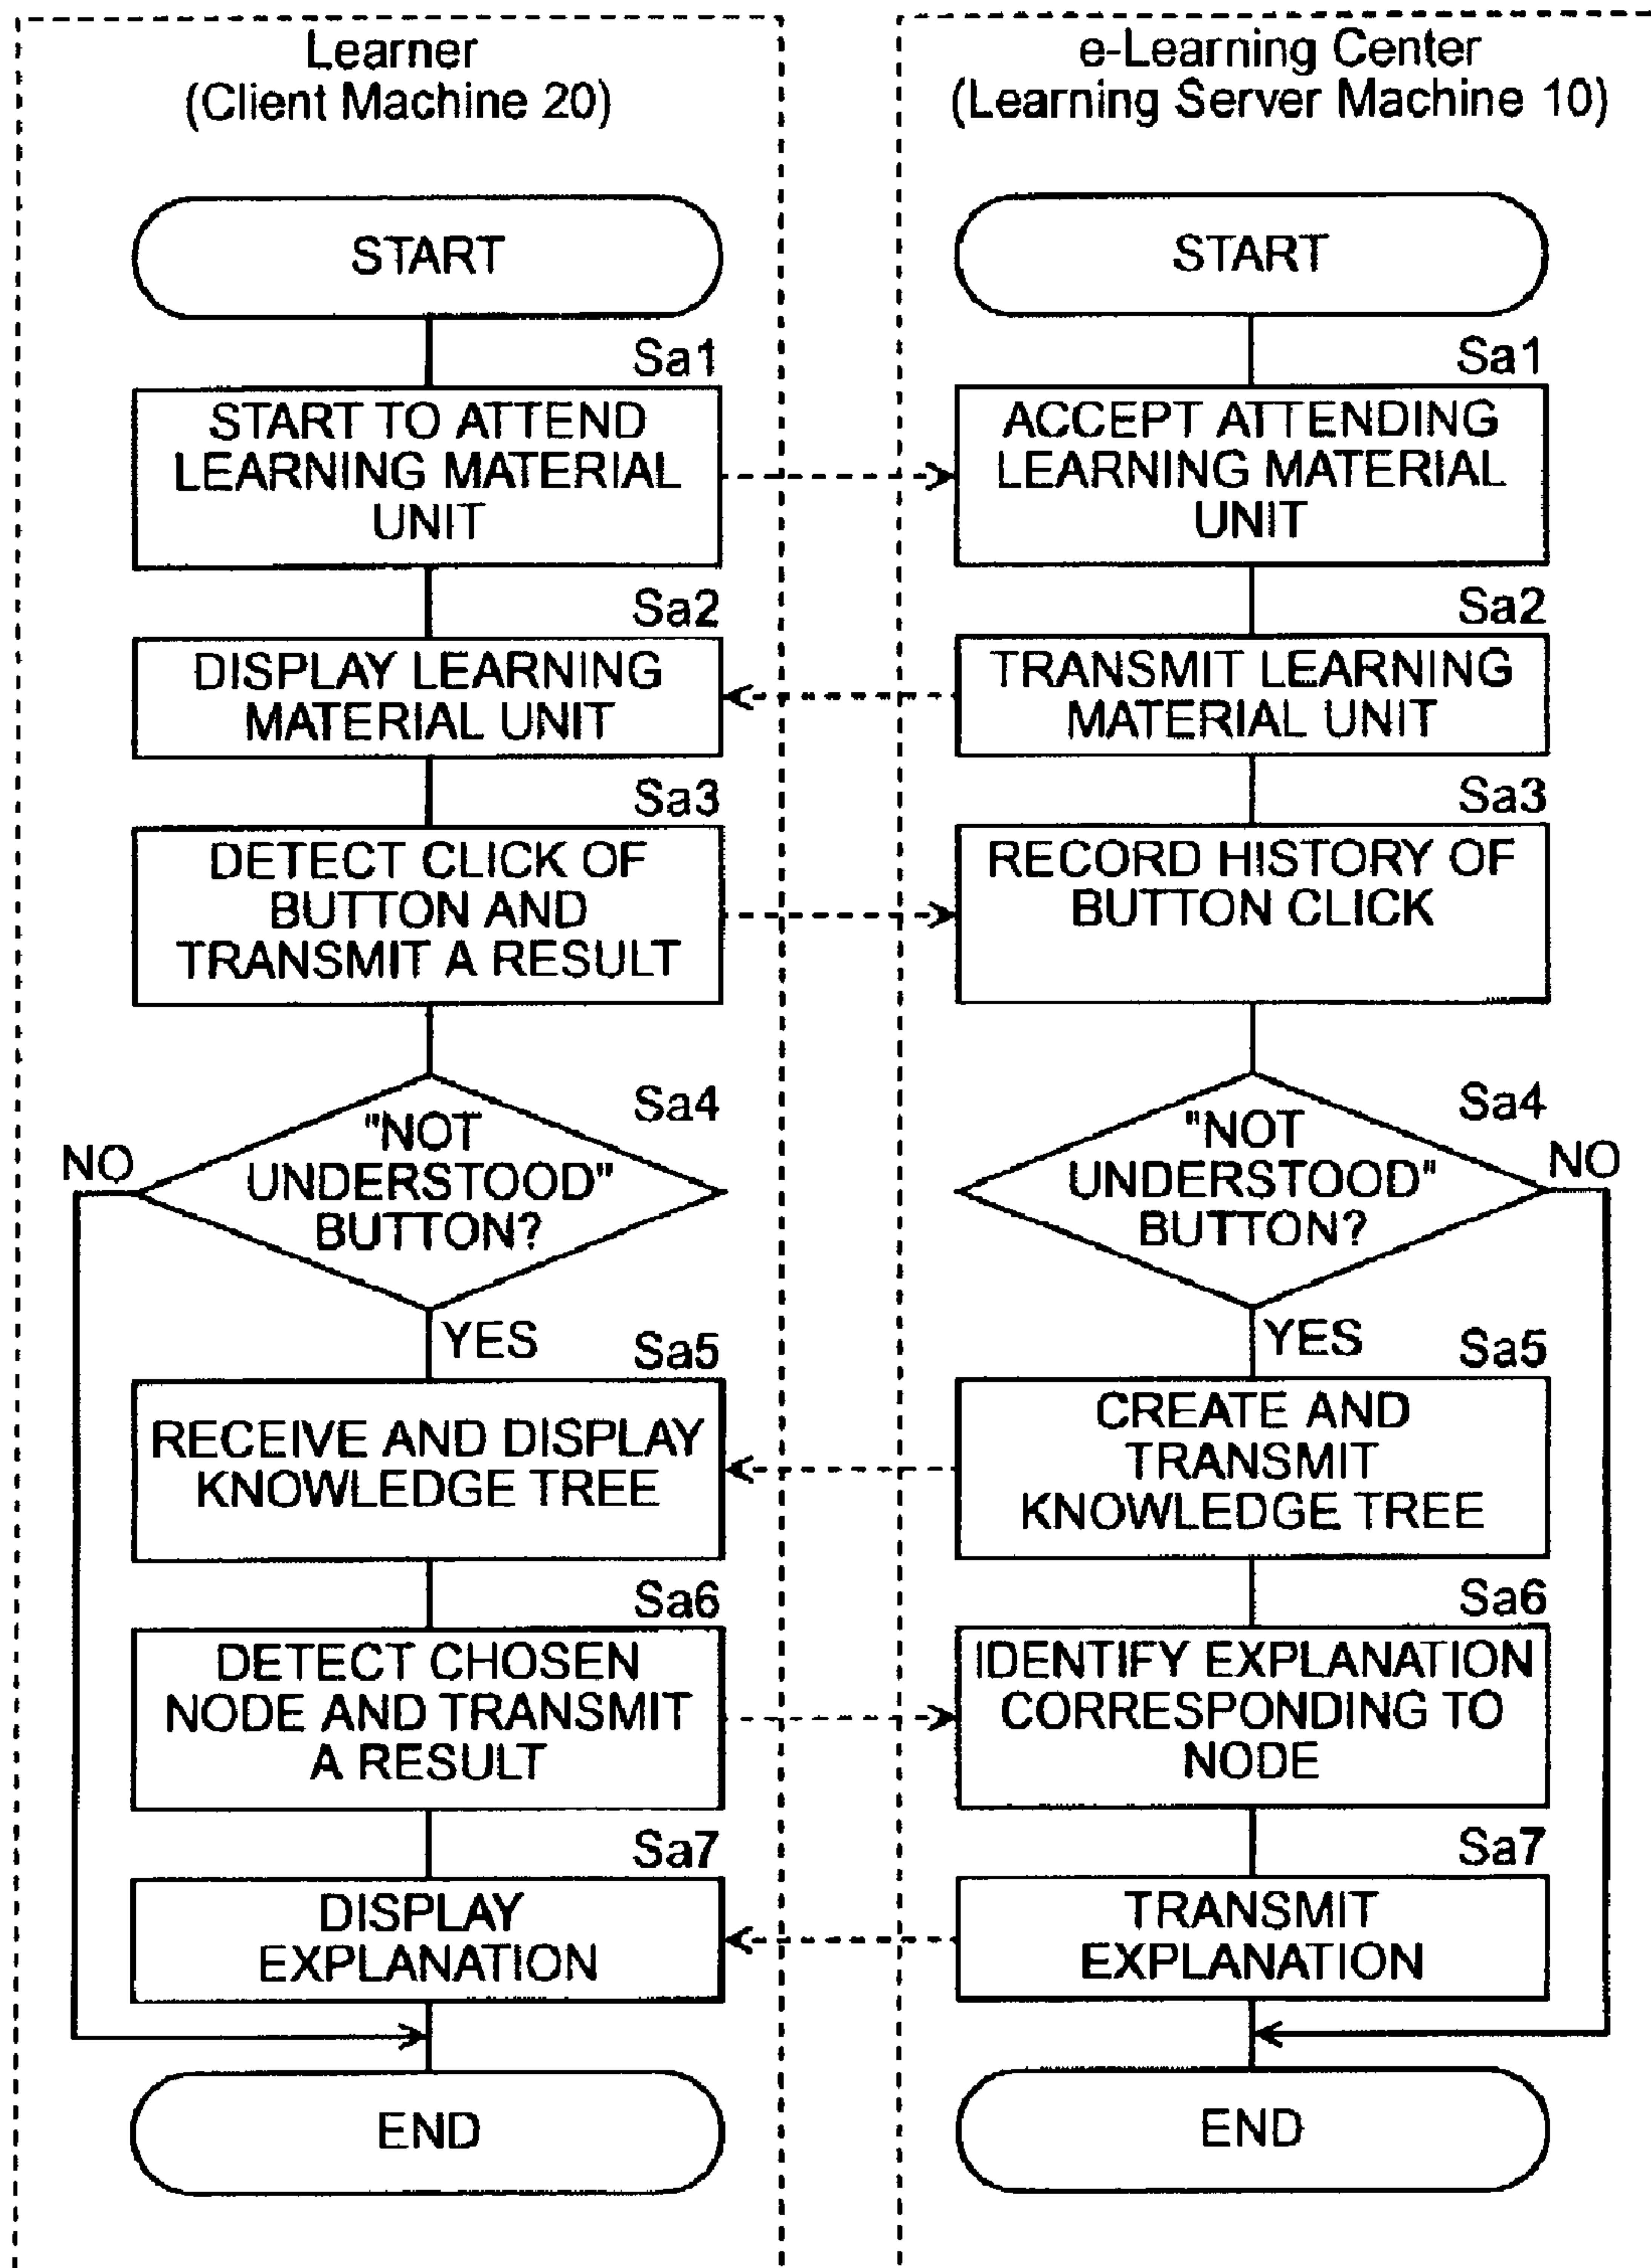 Learner
(Client Machine 20)
START
Sa1
START TO ATTEND
LEARNING MATERIAL
UNIT
Sa2
DISPLAY LEARNING
MATERIAL UNIT
Sa3
DETECT CLICK OF
BUTTON AND
TRANSMIT A RESULT
Sa4
"NOT
UNDERSTOOD"
BUTTON?
NO
YES
Sa5
RECEIVE AND DISPLAY
KNOWLEDGE TREE
Sa6
DETECT CHOSEN
NODE AND TRANSMIT
A RESULT
Sa7
DISPLAY
EXPLANATION
END
e-Learning Center
(Learning Server Machine 10)
START
Sa1
ACCEPT ATTENDING
LEARNING MATERIAL
UNIT
Sa2
TRANSMIT LEARNING
MATERIAL UNIT
Sa3
RECORD HISTORY OF
BUTTON CLICK
Sa4
"NOT
UNDERSTOOD"
BUTTON?
NO
YES
Sa5
CREATE AND
TRANSMIT
KNOWLEDGE TREE
Sa6
IDENTIFY EXPLANATION
CORRESPONDING TO
NODE
Sa7
TRANSMIT
EXPLANATION
END